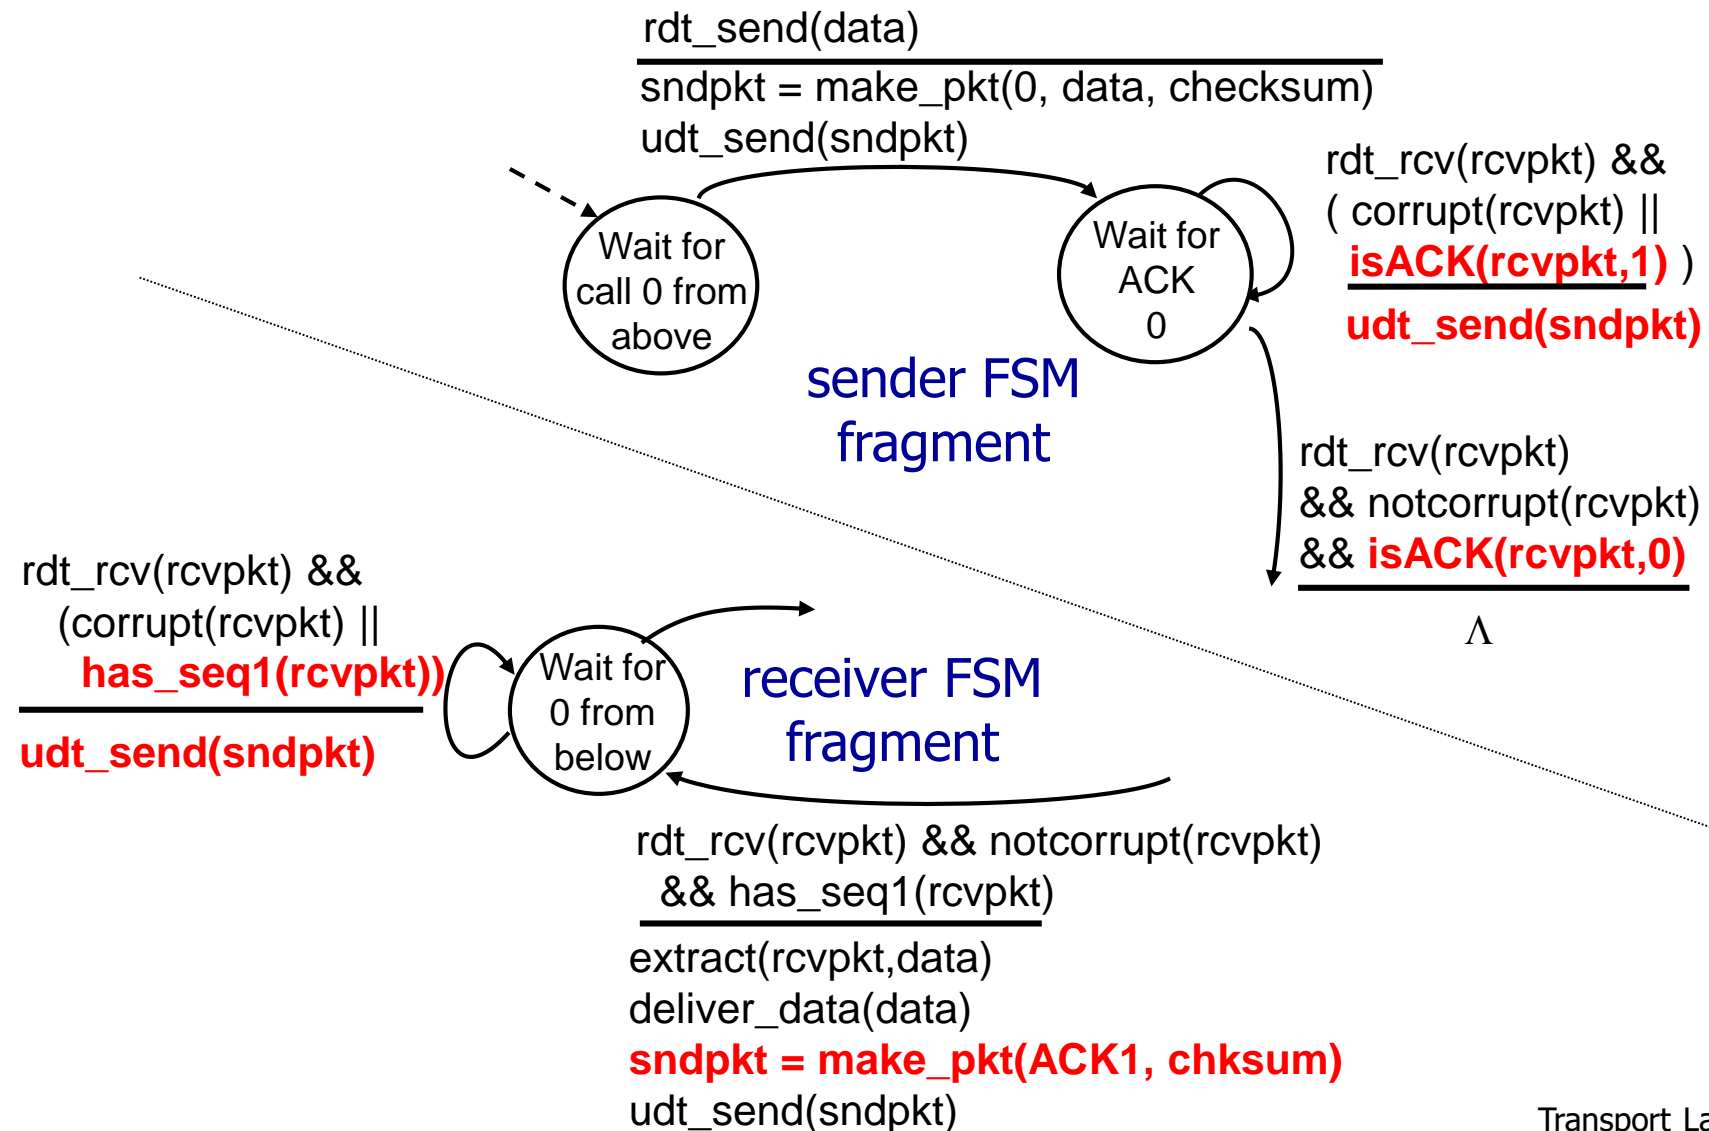 rdt_send(data)
sndpkt = make_pkt(0, data, checksum)
udt_send(sndpkt)
Wait for
call 0 from
above
Wait for
ACK
0
rdt_rcv(rcvpkt) &&
( corrupt(rcvpkt) ||
isACK(rcvpkt,1) )
udt_send(sndpkt)
sender FSM
fragment
rdt_rcv(rcvpkt)
&& notcorrupt(rcvpkt)
&& isACK(rcvpkt,0)
Λ
rdt_rcv(rcvpkt) &&
(corrupt(rcvpkt) ||
has_seq1(rcvpkt))
udt_send(sndpkt)
Wait for
0 from
below
receiver FSM
fragment
rdt_rcv(rcvpkt) && notcorrupt(rcvpkt)
&& has_seq1(rcvpkt)
extract(rcvpkt,data)
deliver_data(data)
sndpkt = make_pkt(ACK1, chksum)
udt_send(sndpkt)
Transport La